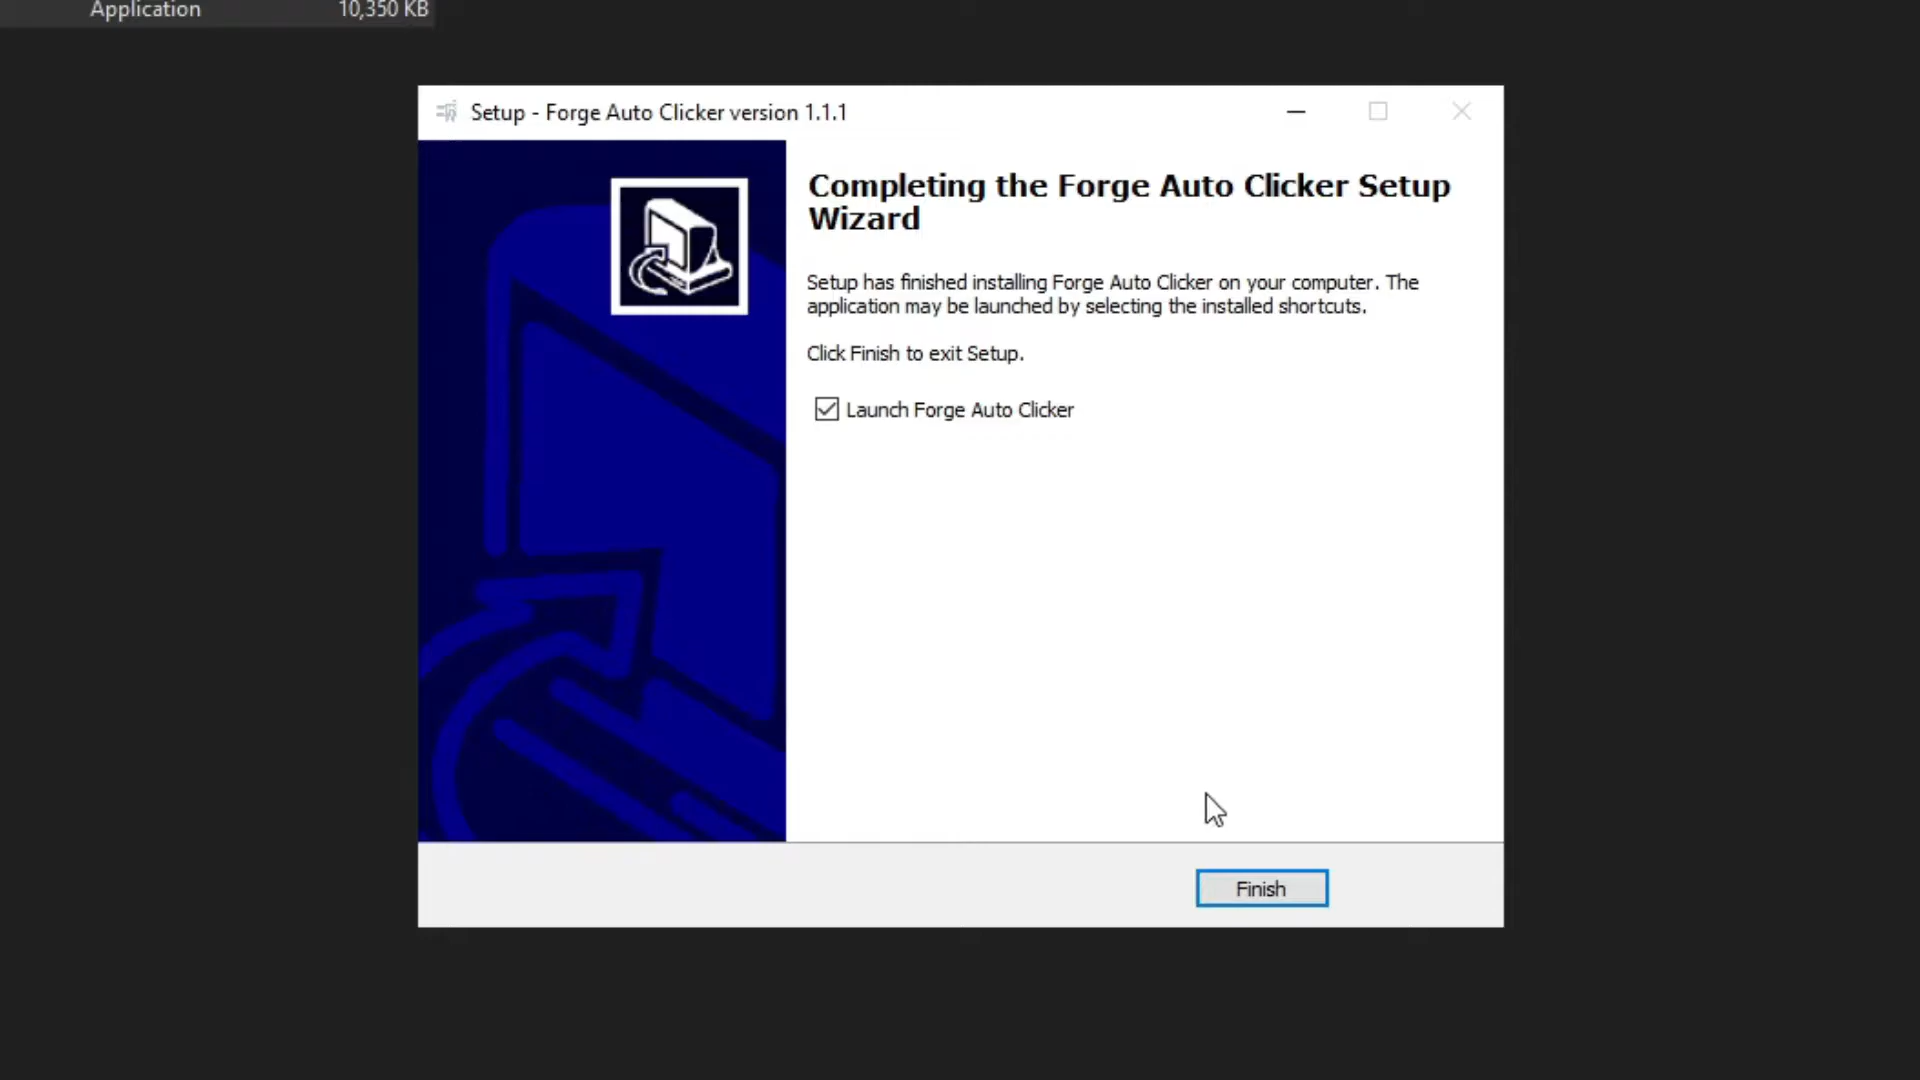 Application 10,350 KB
Setup - Forge Auto Clicker version 1.1.1
Completing the Forge Auto Clicker Setup
Wizard
Setup has finished installing Forge Auto Clicker on your computer. The
application may be launched by selecting the installed shortcuts.
Click Finish to exit Setup.
Launch Forge Auto Clicker
Finish